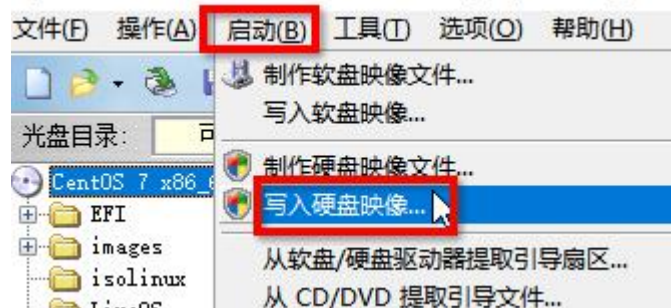 文件(F) 操作(A) 启动(B) 工具(T) 选项(O) 帮助(H)
制作软盘映像文件...
写入软盘映像...
光盘目录: 可
制作硬盘映像文件...
CentOS 7 x86_6
写入硬盘映像...
EFI
images
从软盘/硬盘驱动器提取引导扇区...
isolinux
从 CD/DVD 提取引导文件...
LiveOS